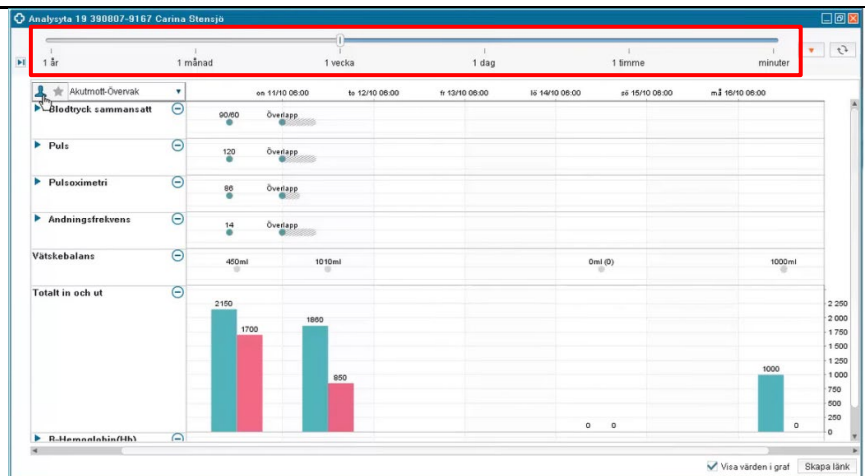 Analysyta 19 390807-9167 Carina Stensjö
1 år 1 månad 1 vecka 1 dag 1 timme minuter
Akutmott-Övervak on 11/10 06:00 to 12/10 06:00 fr 13/10 06:00 lö 14/10 06:00 sö 15/10 06:00 må 16/10 06:00
Blodtryck sammansatt 90/60 Överlapp
Puls 120 Överlapp
Pulsoximetri 86 Överlapp
Andningsfrekvens 14 Överlapp
Vätskebalans 450ml 1010ml 0ml (0) 1000ml
Totalt in och ut
2150
1700
1860
850
0 0
1000
0
2 250
2 000
1 750
1 500
1 250
1 000
750
500
250
0
B-Hemoglobin(Hb)
Visa värden i graf Skapa länk